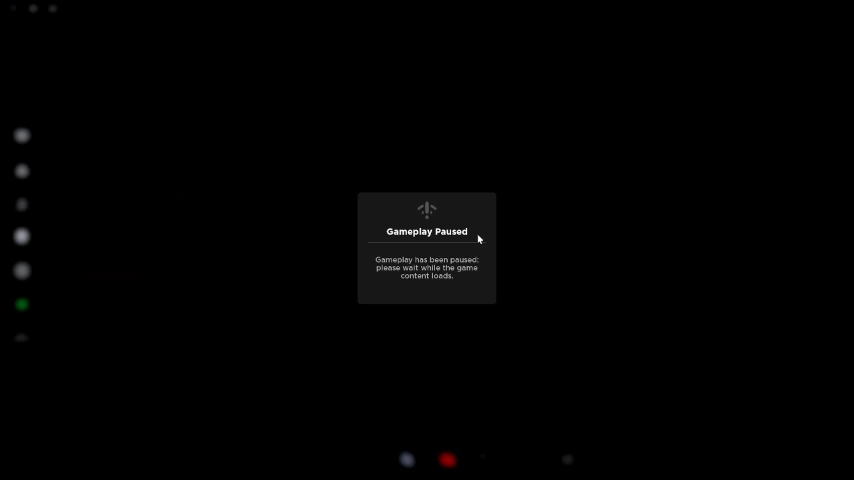 Gameplay Paused
Gameplay has been paused;
please wait while the game
content loads.